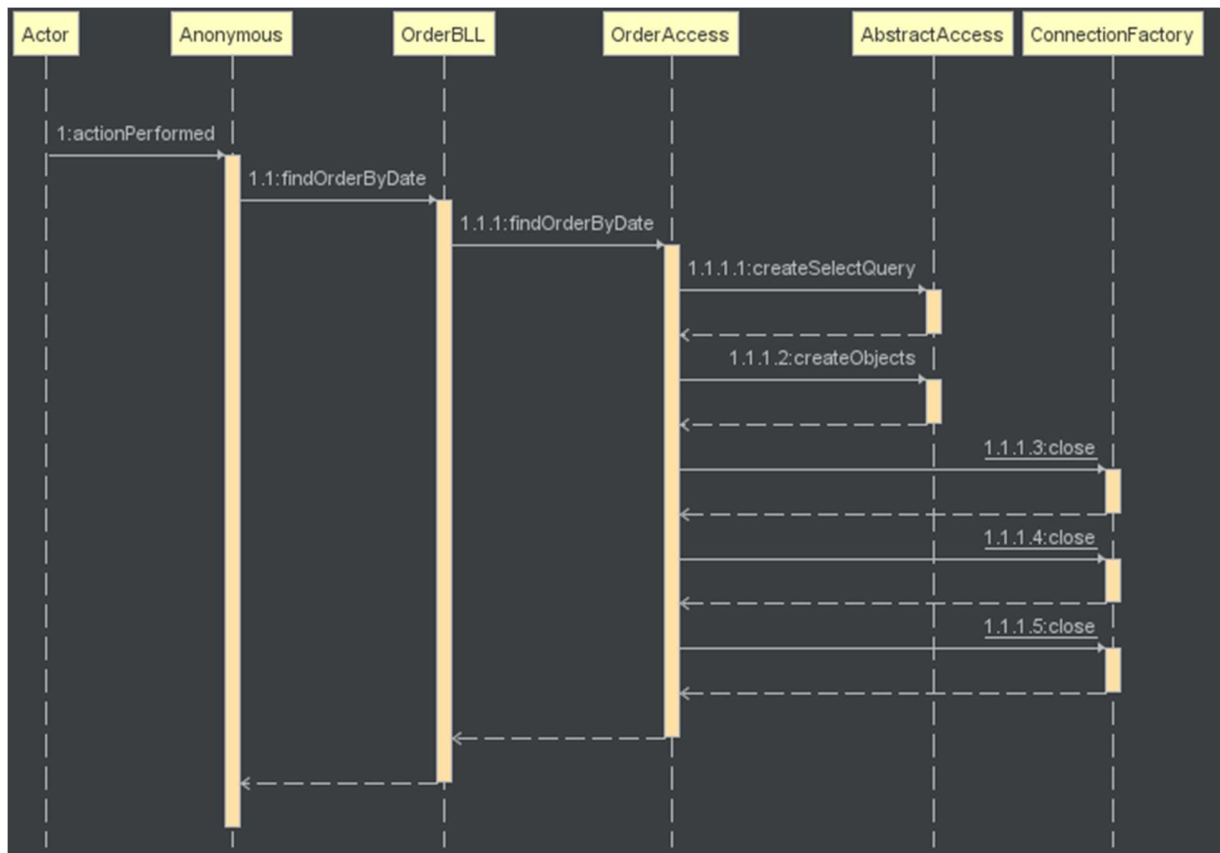 Actor
Anonymous
OrderBLL
OrderAccess
AbstractAccess
ConnectionFactory
1:actionPerformed
1.1:findOrderByDate
1.1.1:findOrderByDate
1.1.1.1:createSelectQuery
1.1.1.2:createObjects
1.1.1.3:close
1.1.1.4:close
1.1.1.5:close